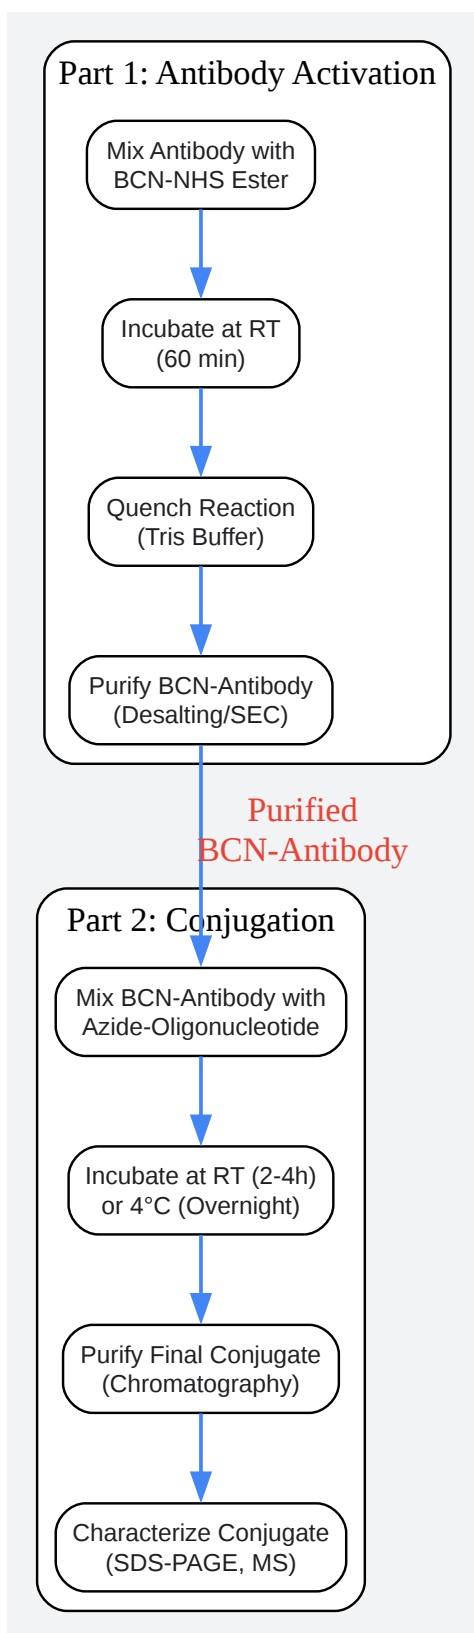 Part 1: Antibody Activation
Mix Antibody with
BCN-NHS Ester
Incubate at RT
(60 min)
Quench Reaction
(Tris Buffer)
Purify BCN-Antibody
(Desalting/SEC)
Purified
BCN-Antibody
Part 2: Conjugation
Mix BCN-Antibody with
Azide-Oligonucleotide
Incubate at RT (2-4h)
or 4°C (Overnight)
Purify Final Conjugate
(Chromatography)
Characterize Conjugate
(SDS-PAGE, MS)